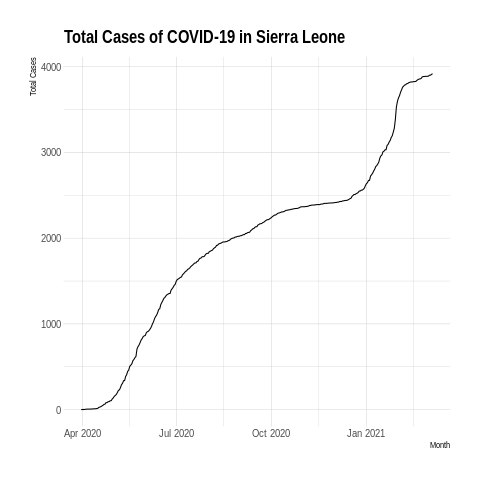 Total Cases of COVID-19 in Sierra Leone
Total Cases
4000
3000
2000
1000
0
Apr 2020 Jul 2020 Oct 2020 Jan 2021
Month